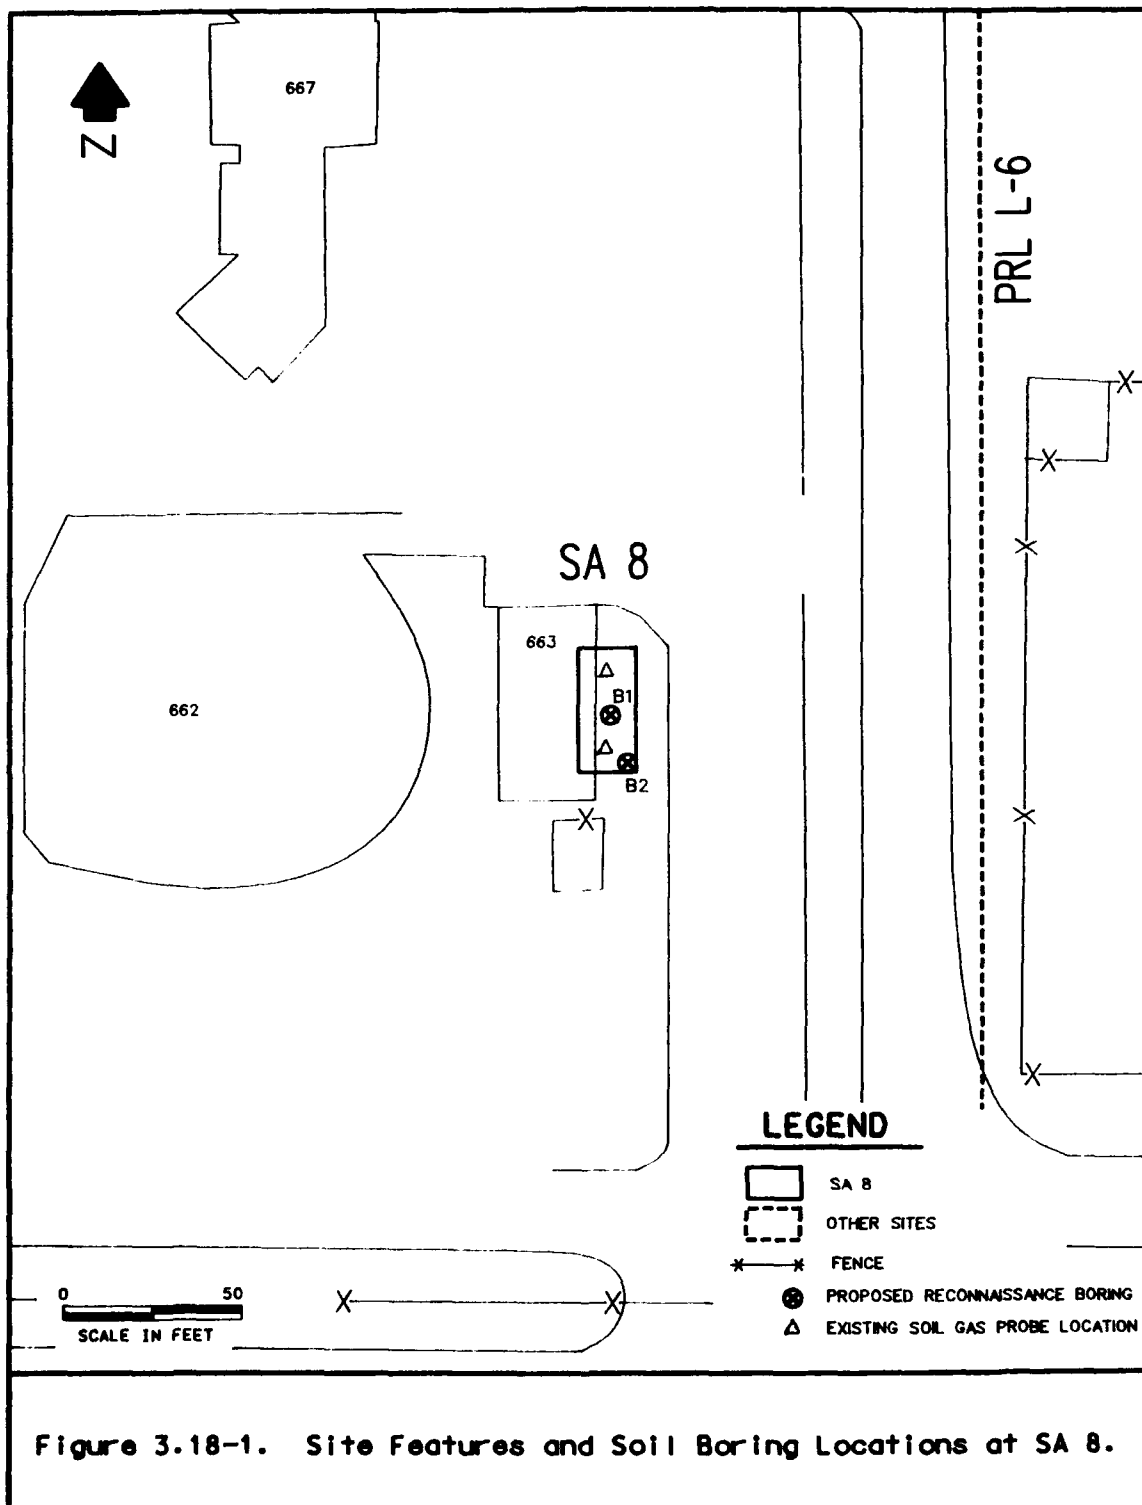 667
N
PRL L-6
SA 8
663
662
B1
B2
LEGEND
SA 8
OTHER SITES
FENCE
PROPOSED RECONNAISSANCE BORING
EXISTING SOIL GAS PROBE LOCATION
0 50
SCALE IN FEET
Figure 3.18-1. Site Features and Soil Boring Locations at SA 8.